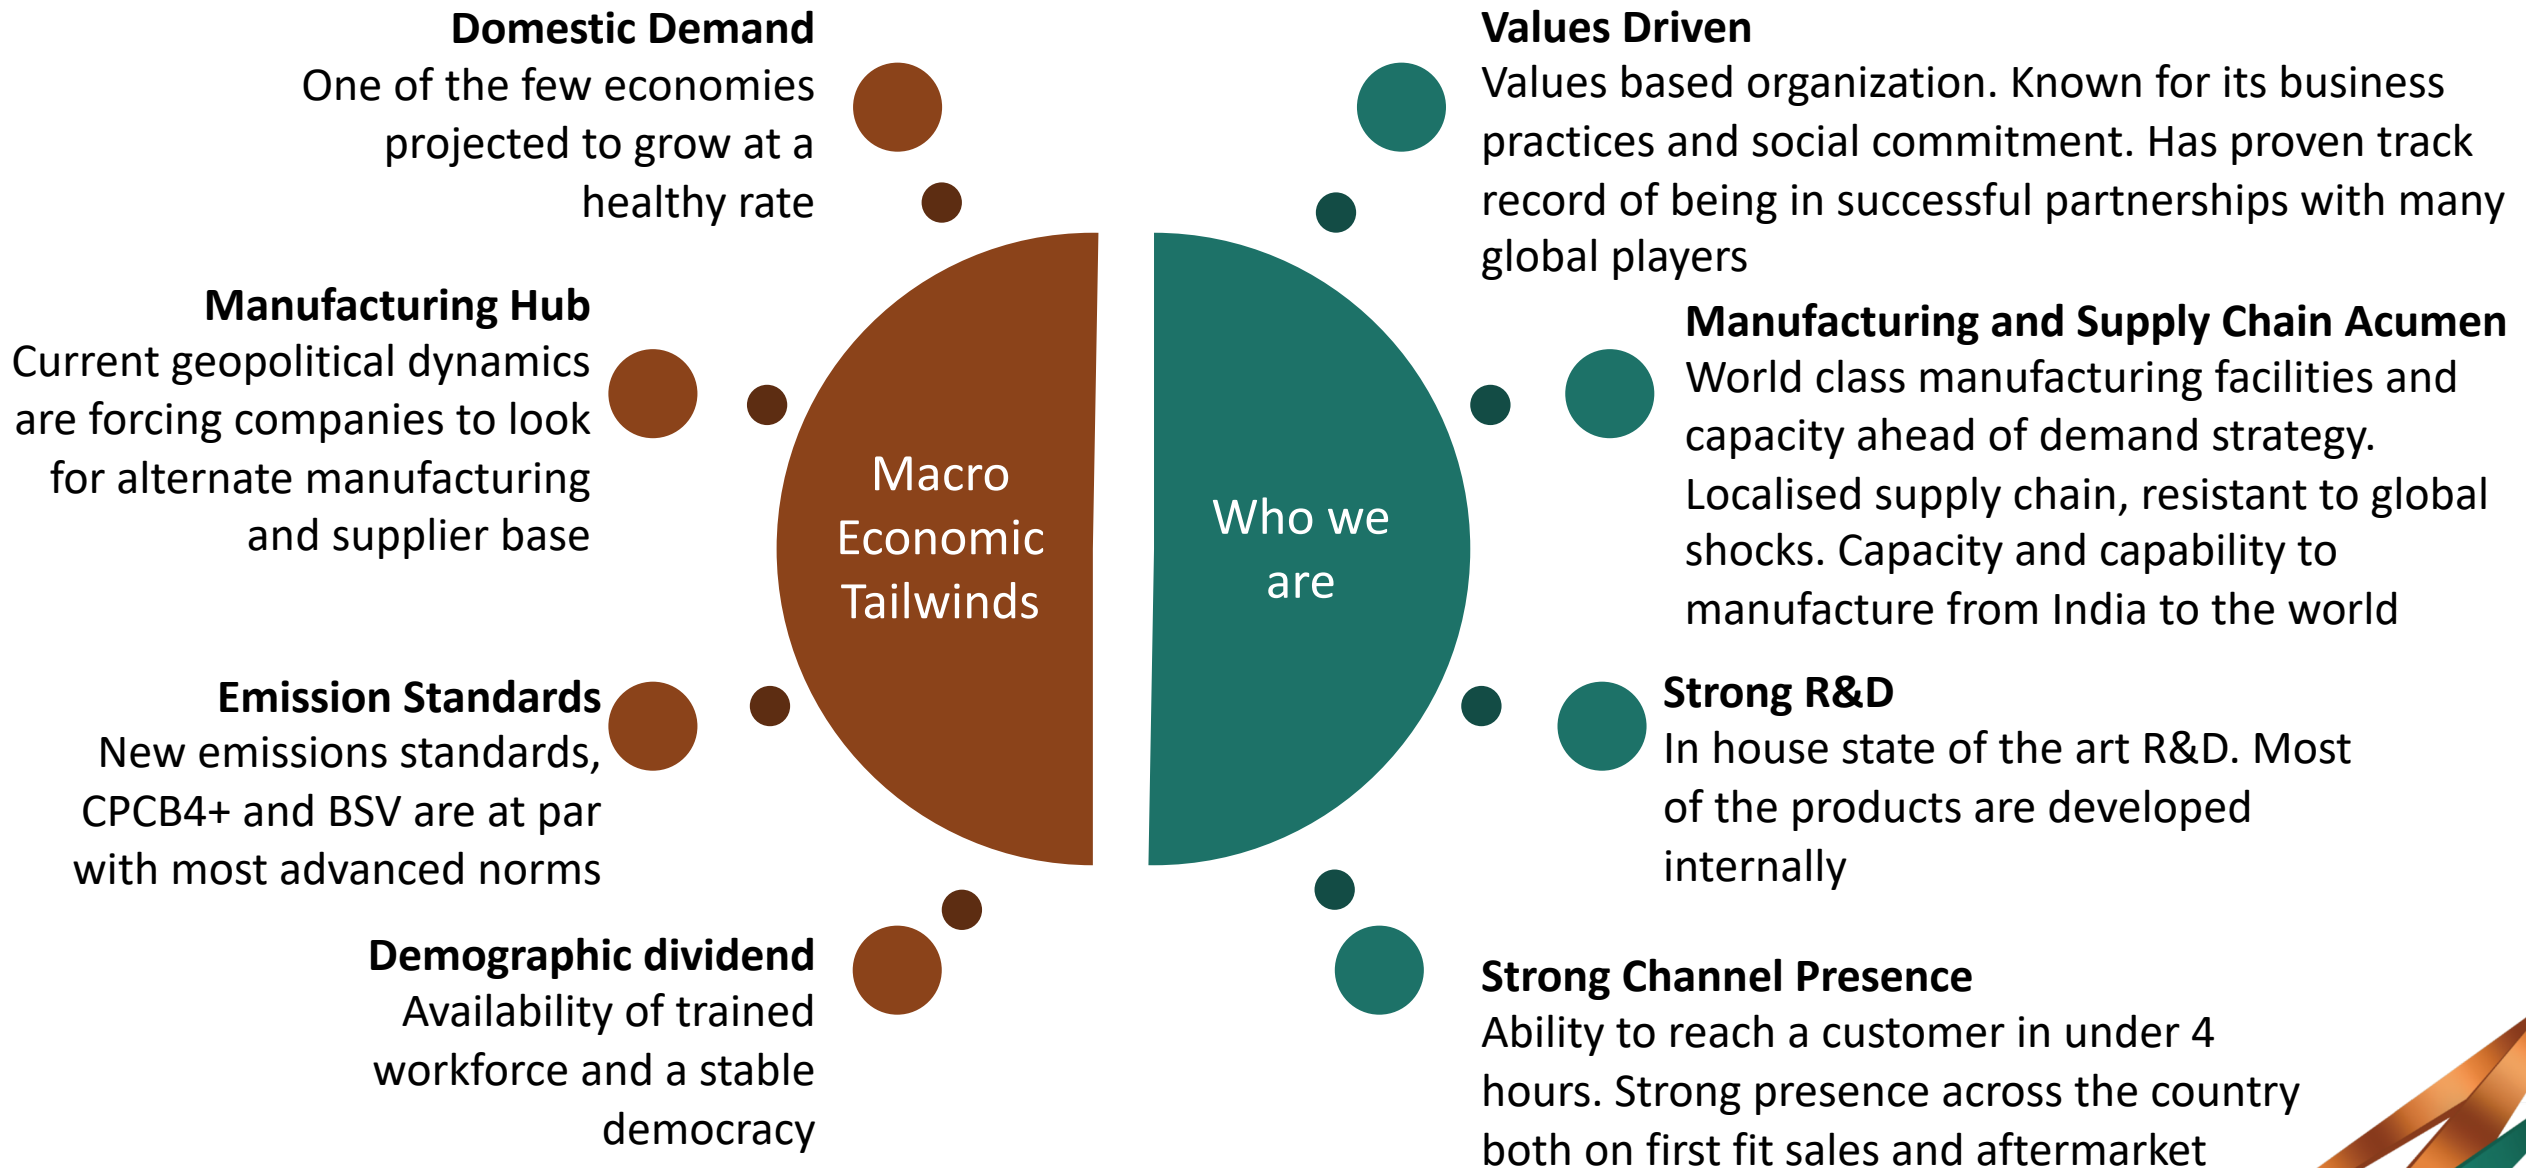 Domestic Demand
One of the few economies
projected to grow at a
healthy rate
Manufacturing Hub
Current geopolitical dynamics
are forcing companies to look
for alternate manufacturing
and supplier base
Emission Standards
New emissions standards,
CPCB4+ and BSV are at par
with most advanced norms
Demographic dividend
Availability of trained
workforce and a stable
democracy
Macro
Economic
Tailwinds
Who we
are
Values Driven
Values based organization. Known for its business
practices and social commitment. Has proven track
record of being in successful partnerships with many
global players
Manufacturing and Supply Chain Acumen
World class manufacturing facilities and
capacity ahead of demand strategy.
Localised supply chain, resistant to global
shocks. Capacity and capability to
manufacture from India to the world
Strong R&D
In house state of the art R&D. Most
of the products are developed
internally
Strong Channel Presence
Ability to reach a customer in under 4
hours. Strong presence across the country
both on first fit sales and aftermarket